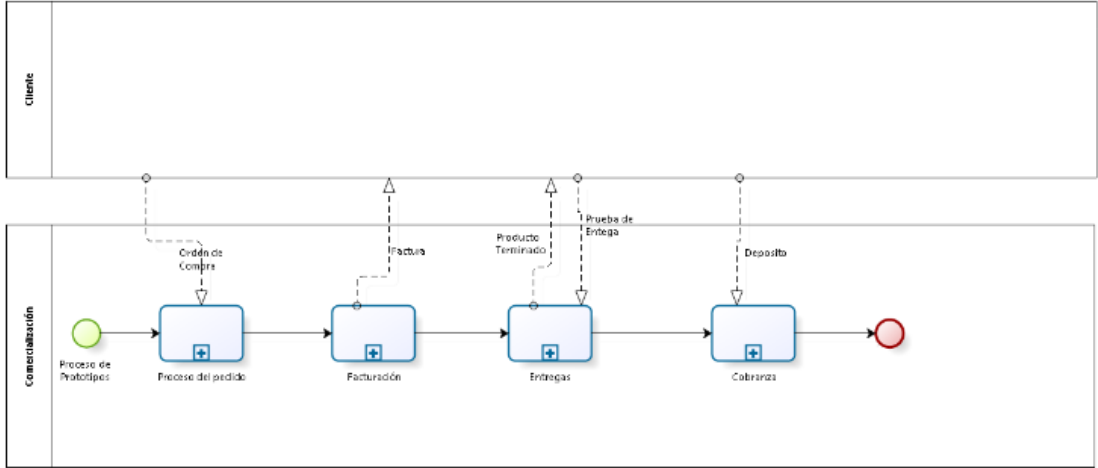 Cliente
Orden de
Compra
Factura
Producto
Terminado
Prueba de
Entega
Deposito
Comercialización
Proceso de
Prototipos
Proceso del pedido
Facturación
Entregas
Cobranza